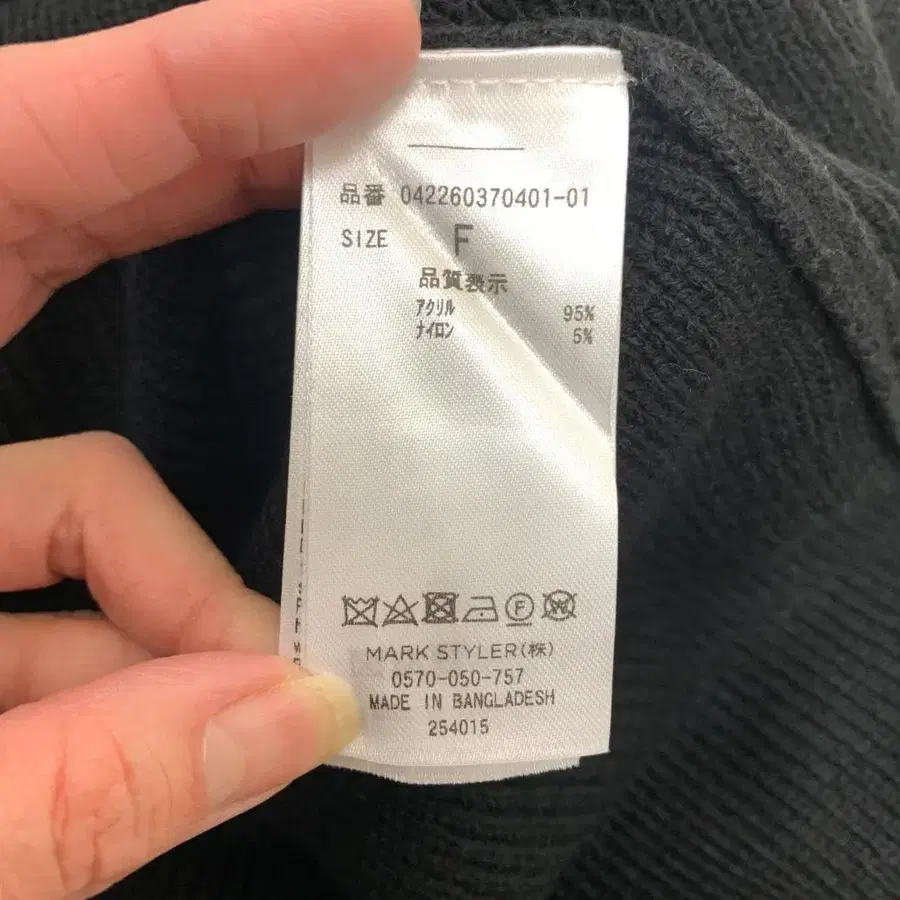 品番 042260370401-01
SIZE F
品質表示
アクリル 95%
ナイロン 5%
MARK STYLER(株)
0570-050-757
MADE IN BANGLADESH
254015